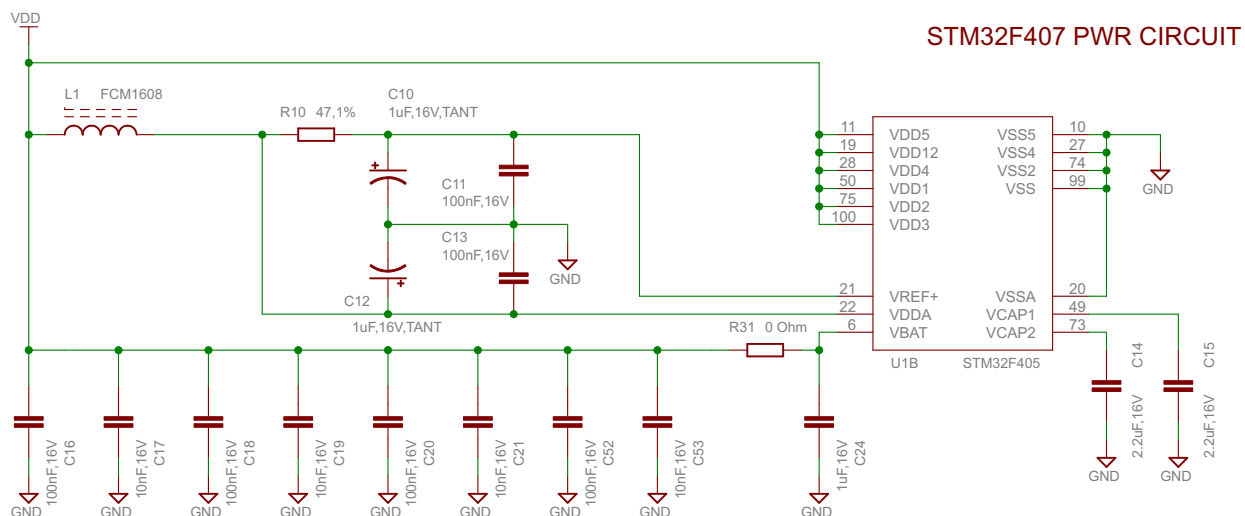 VDD
STM32F407 PWR CIRCUIT
L1 FCM1608
R10 47,1%
C10
1uF,16V,TANT
C11
100nF,16V
C13
100nF,16V
GND
C12
1uF,16V,TANT
11 VDD5 VSS5 10
19 VDD12 VSS4 27
28 VDD4 VSS2 74
50 VDD1 VSS 99
75 VDD2
100 VDD3
GND
21 VREF+ VSSA 20
22 VDDA VCAP1 49
6 VBAT VCAP2 73
U1B STM32F405
R31 0 Ohm
C14
2.2uF,16V
GND
C15
2.2uF,16V
GND
100nF,16V
C16
GND
10nF,16V
C17
GND
100nF,16V
C18
GND
10nF,16V
C19
GND
100nF,16V
C20
GND
10nF,16V
C21
GND
100nF,16V
C52
GND
10nF,16V
C53
GND
1uF,16V
C24
GND